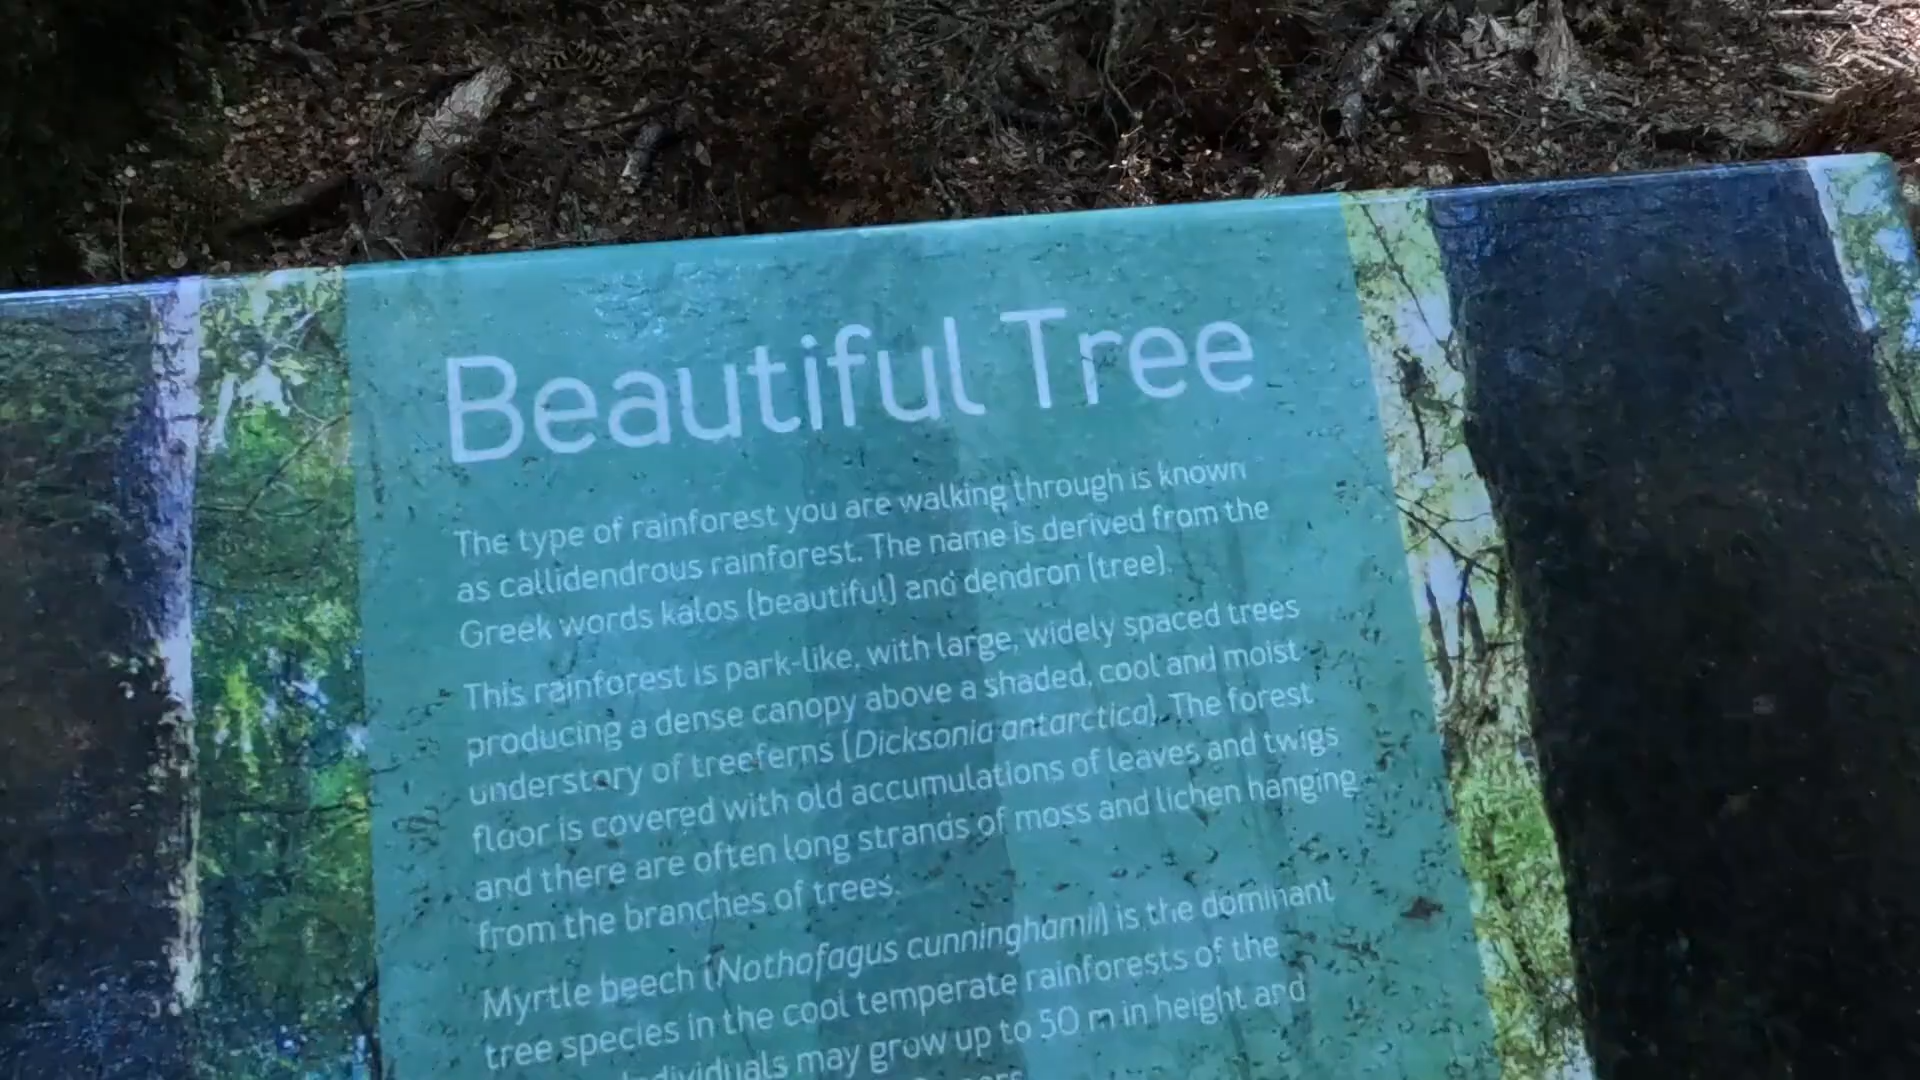 Beautiful Tree
The type of rainforest you are walking through is known
as callidendrous rainforest. The name is derived from the
Greek words kalos (beautiful) and dendron (tree).
This rainforest is park-like, with large, widely spaced trees
producing a dense canopy above a shaded, cool and moist
understory of treeferns (Dicksonia antarctica). The forest
floor is covered with old accumulations of leaves and twigs
and there are often long strands of moss and lichen hanging
from the branches of trees.
Myrtle beech (Nothofagus cunninghamii) is the dominant
tree species in the cool temperate rainforests of the
may grow up to 50 m in height and